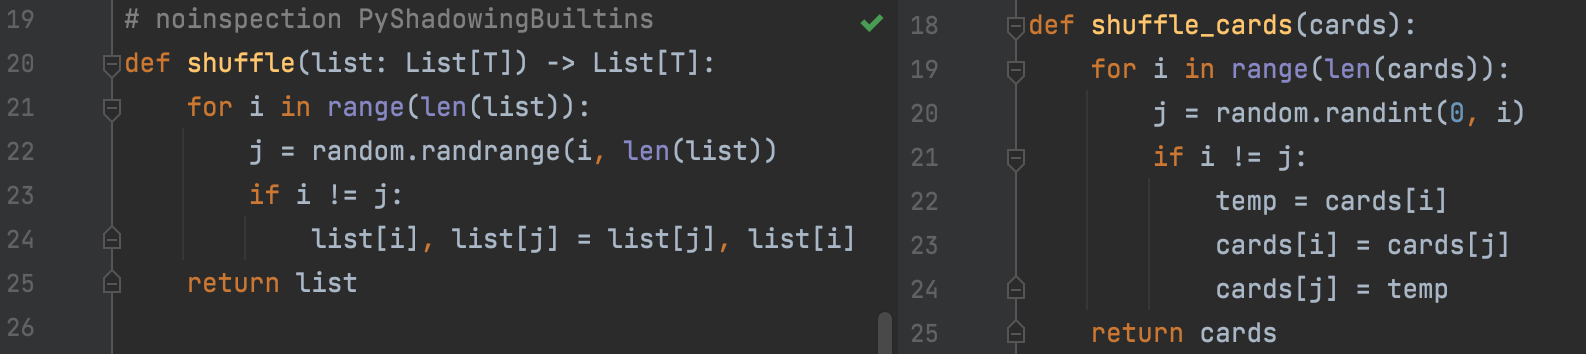 19 # noinspection PyShadowingBuiltins
20 def shuffle(list: List[T]) -> List[T]:
21 for i in range(len(list)):
22 j = random.randrange(i, len(list))
23 if i != j:
24 list[i], list[j] = list[j], list[i]
25 return list
26
18 def shuffle_cards(cards):
19 for i in range(len(cards)):
20 j = random.randint(0, i)
21 if i != j:
22 temp = cards[i]
23 cards[i] = cards[j]
24 cards[j] = temp
25 return cards